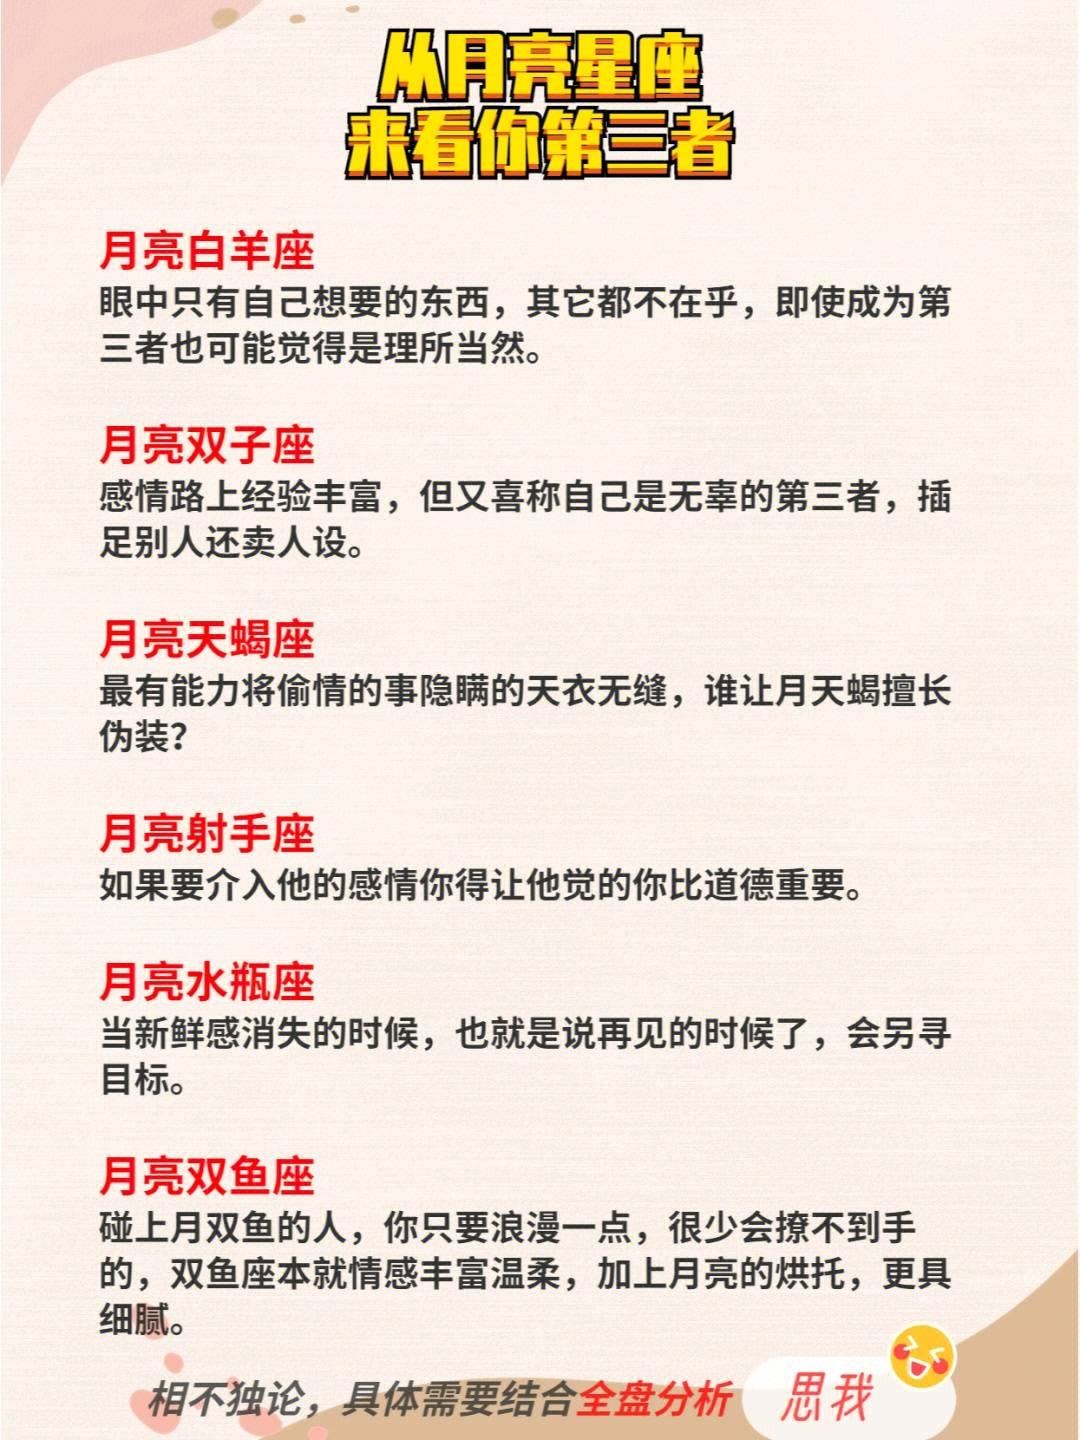 从月亮星座
来看你第三者
月亮白羊座
眼中只有自己想要的东西，其它都不在乎，即使成为第
三者也可能觉得是理所当然。
月亮双子座
感情路上经验丰富，但又喜称自己是无辜的第三者，插
足别人还卖人设。
月亮天蝎座
最有能力将偷情的事隐瞒的天衣无缝，谁让月天蝎擅长
伪装？
月亮射手座
如果要介入他的感情你得让他觉的你比道德重要。
月亮水瓶座
当新鲜感消失的时候，也就是说再见的时候了，会另寻
目标。
月亮双鱼座
碰上月双鱼的人，你只要浪漫一点，很少会撩不到手
的，双鱼座本就情感丰富温柔，加上月亮的烘托，更具
细腻。
相不独论，具体需要结合全盘分析 思我